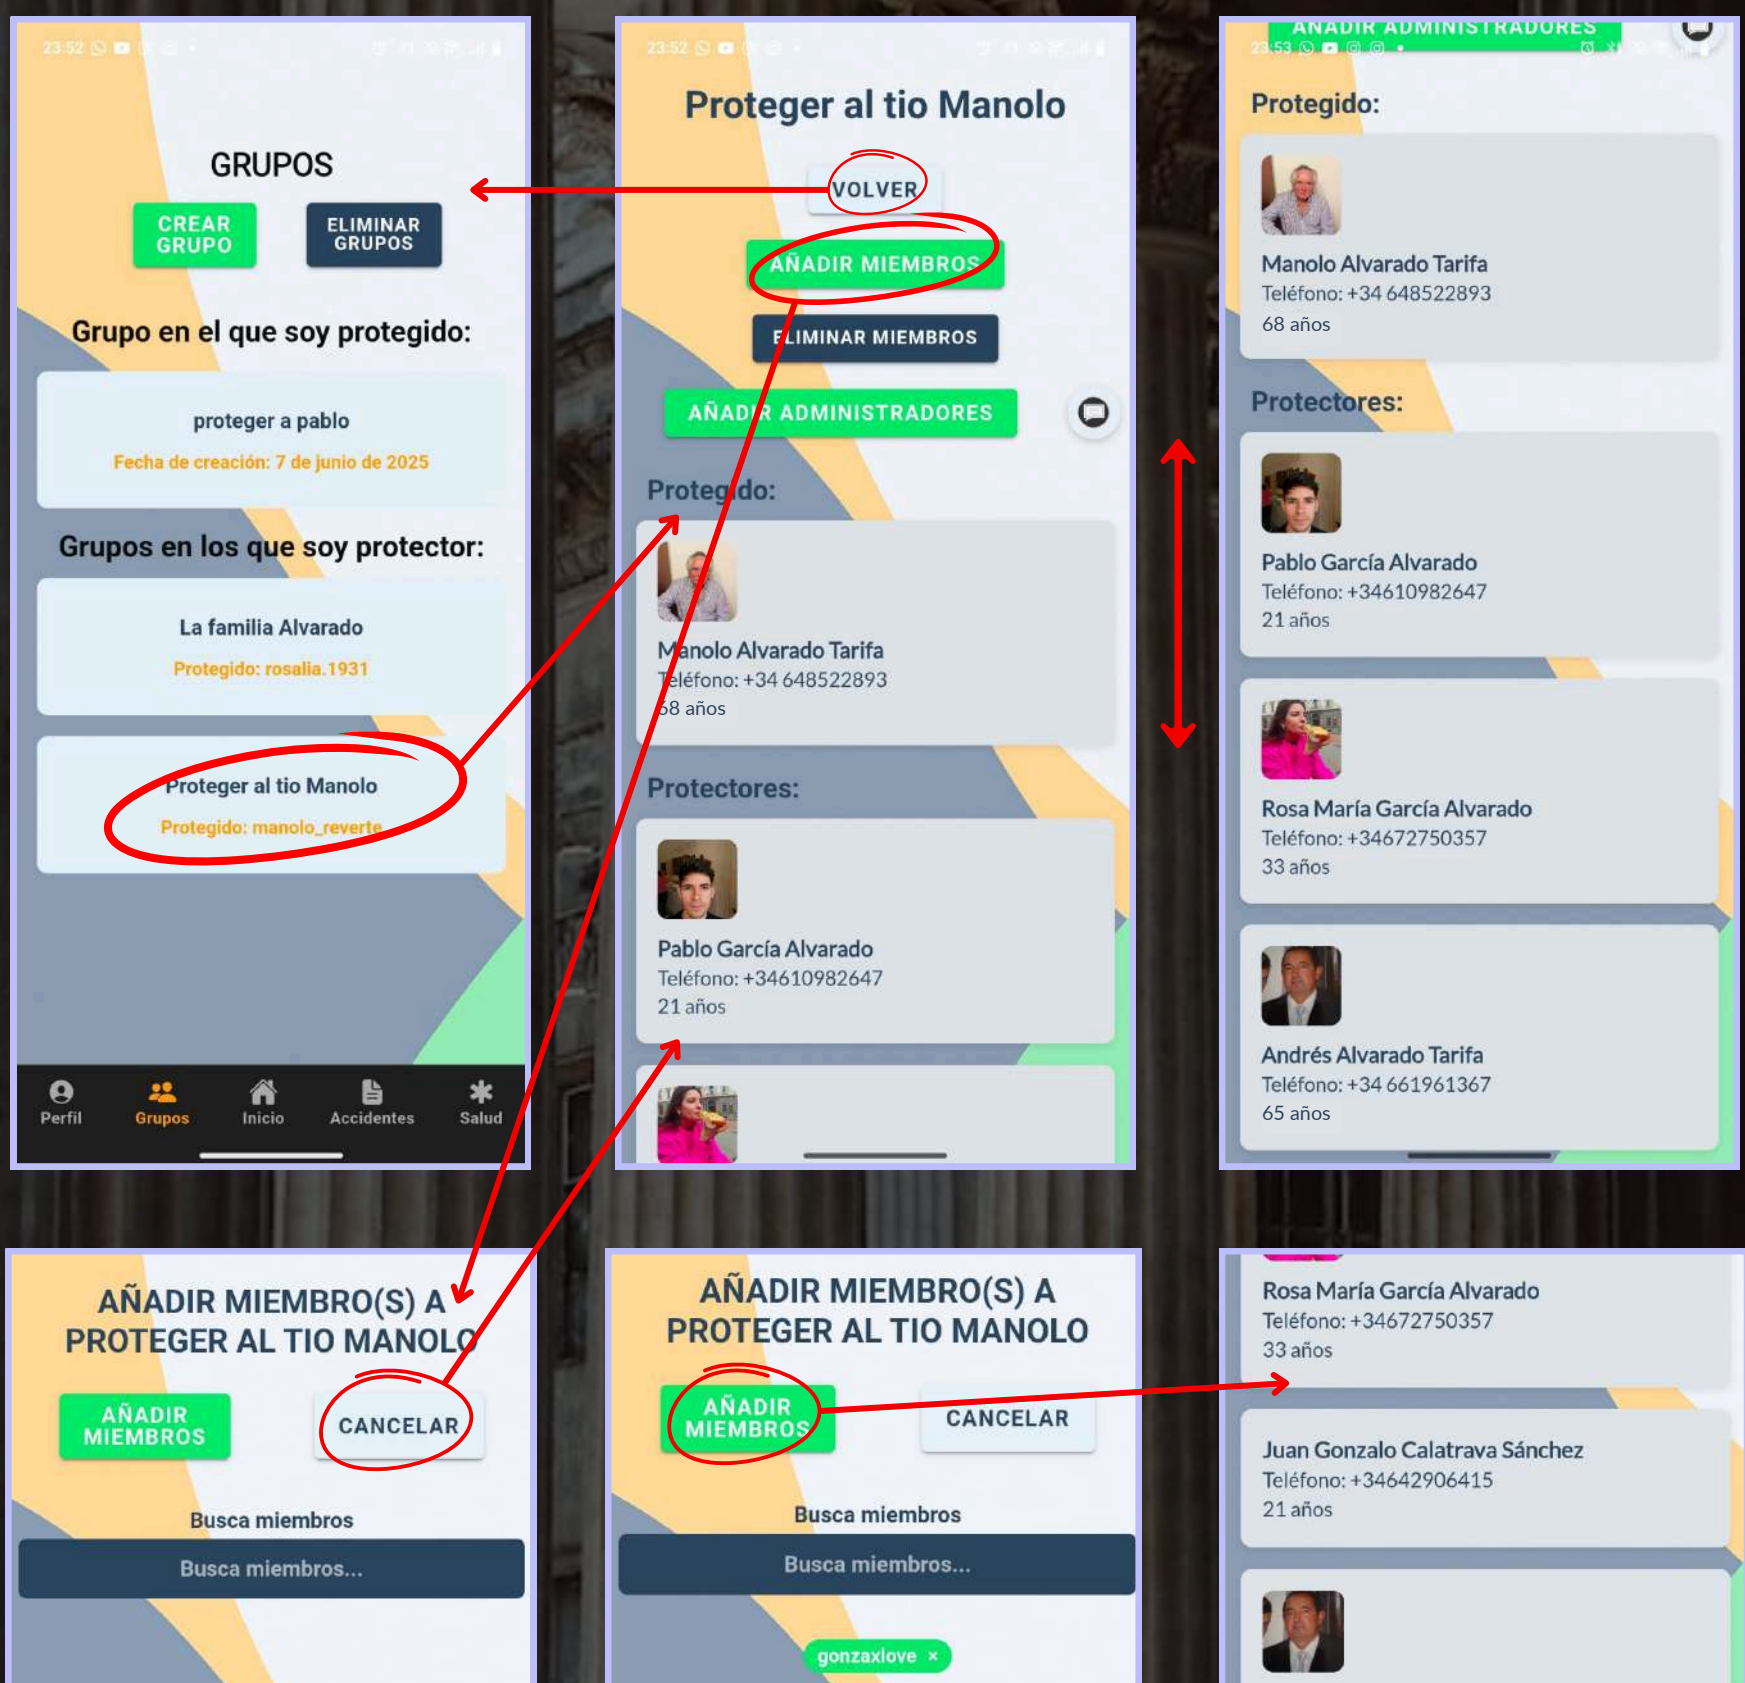 23:52
GRUPOS
CREAR
GRUPO
ELIMINAR
GRUPOS
Grupo en el que soy protegido:
proteger a pablo
Fecha de creación: 7 de junio de 2025
Grupos en los que soy protector:
La familia Alvarado
Protegido: rosalia.1931
Proteger al tio Manolo
Protegido: manolo_reverte
Perfil
Grupos
Inicio
Accidentes
Salud
23:52
Proteger al tio Manolo
VOLVER
AÑADIR MIEMBROS
ELIMINAR MIEMBROS
AÑADIR ADMINISTRADORES
Protegido:
Manolo Alvarado Tarifa
Teléfono: +34 648522893
68 años
Protectores:
Pablo García Alvarado
Teléfono: +34610982647
21 años
AÑADIR ADMINISTRADORES
23:53
Protegido:
Manolo Alvarado Tarifa
Teléfono: +34 648522893
68 años
Protectores:
Pablo García Alvarado
Teléfono: +34610982647
21 años
Rosa María García Alvarado
Teléfono: +34672750357
33 años
Andrés Alvarado Tarifa
Teléfono: +34 661961367
65 años
AÑADIR MIEMBRO(S) A
PROTEGER AL TIO MANOLO
AÑADIR
MIEMBROS
CANCELAR
Busca miembros
Busca miembros...
AÑADIR MIEMBRO(S) A
PROTEGER AL TIO MANOLO
AÑADIR
MIEMBROS
CANCELAR
Busca miembros
Busca miembros...
gonzaxlove ×
Rosa María García Alvarado
Teléfono: +34672750357
33 años
Juan Gonzalo Calatrava Sánchez
Teléfono: +34642906415
21 años